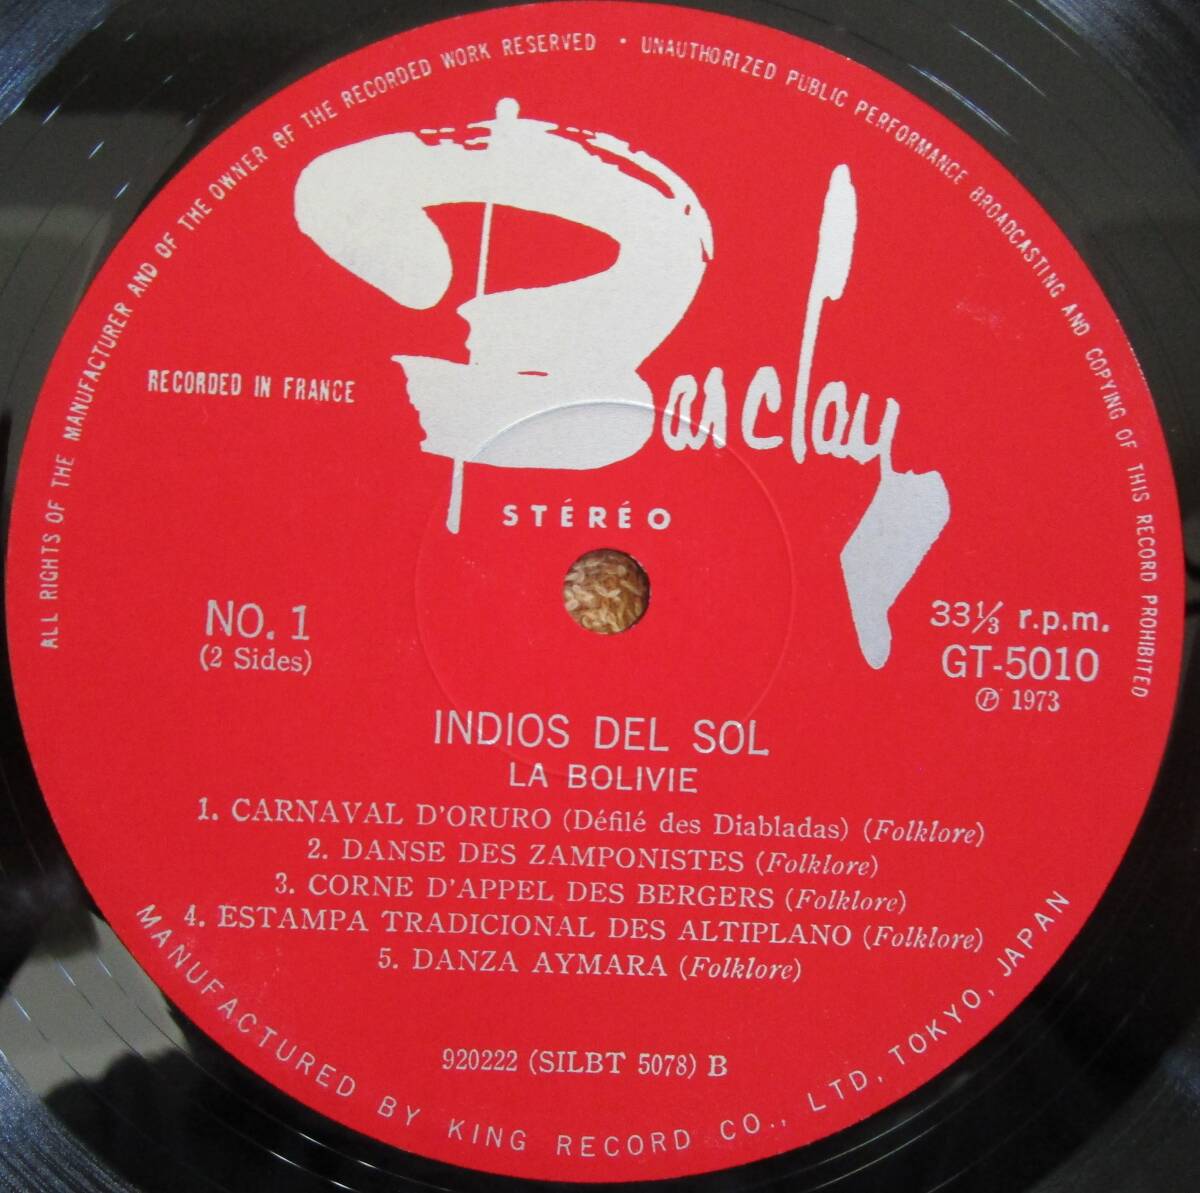 ALL RIGHTS OF THE MANUFACTURER AND OF THE OWNER OF THE RECORDED WORK RESERVED • UNAUTHORIZED PUBLIC PERFORMANCE BROADCASTING AND COPYING OF THIS RECORD PROHIBITED
Barclay
RECORDED IN FRANCE
STÉRÉO
NO. 1
(2 Sides)
33⅓ r.p.m.
GT-5010
℗ 1973
INDIOS DEL SOL
LA BOLIVIE
1. CARNAVAL D'ORURO (Défilé des Diabladas) (Folklore)
2. DANSE DES ZAMPONISTES (Folklore)
3. CORNE D'APPEL DES BERGERS (Folklore)
4. ESTAMPA TRADICIONAL DES ALTIPLANO (Folklore)
5. DANZA AYMARA (Folklore)
920222 (SILBT 5078) B
MANUFACTURED BY KING RECORD CO., LTD, TOKYO, JAPAN